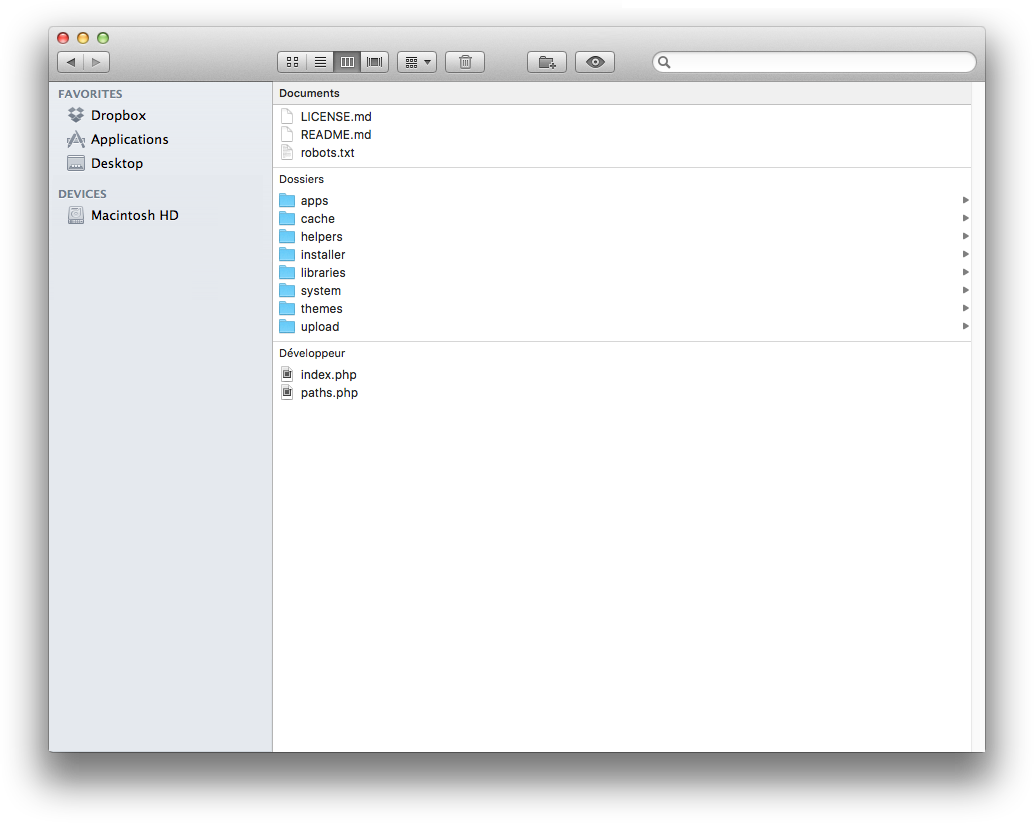 FAVORITES
Dropbox
Applications
Desktop
DEVICES
Macintosh HD
Documents
LICENSE.md
README.md
robots.txt
Dossiers
apps
cache
helpers
installer
libraries
system
themes
upload
Développeur
index.php
paths.php